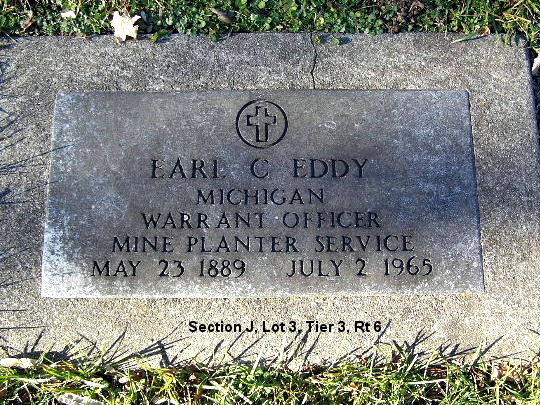 EARL C EDDY
MICHIGAN
WARRANT OFFICER
MINE PLANTER SERVICE
MAY 23 1889 JULY 2 1965
Section J, Lot 3, Tier 3, Rt 6